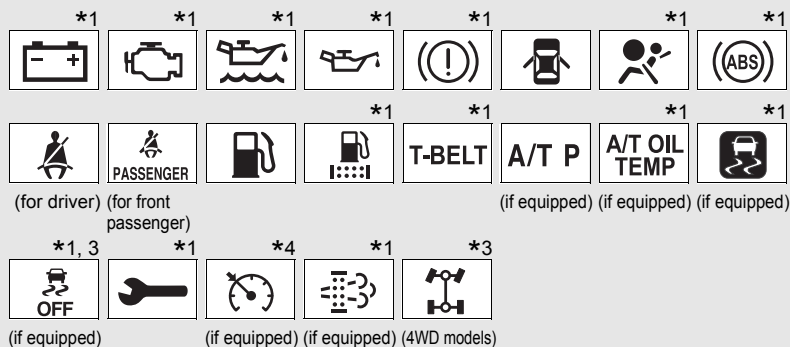 *1 *1 *1 *1 *1 *1 *1
ABS
*1 *1 *1 *1
PASSENGER T-BELT A/T P A/T OIL
TEMP
(for driver) (for front
passenger) (if equipped) (if equipped) (if equipped)
*1, 3 *1 *4 *1 *3
OFF
(if equipped) (if equipped) (if equipped) (4WD models)